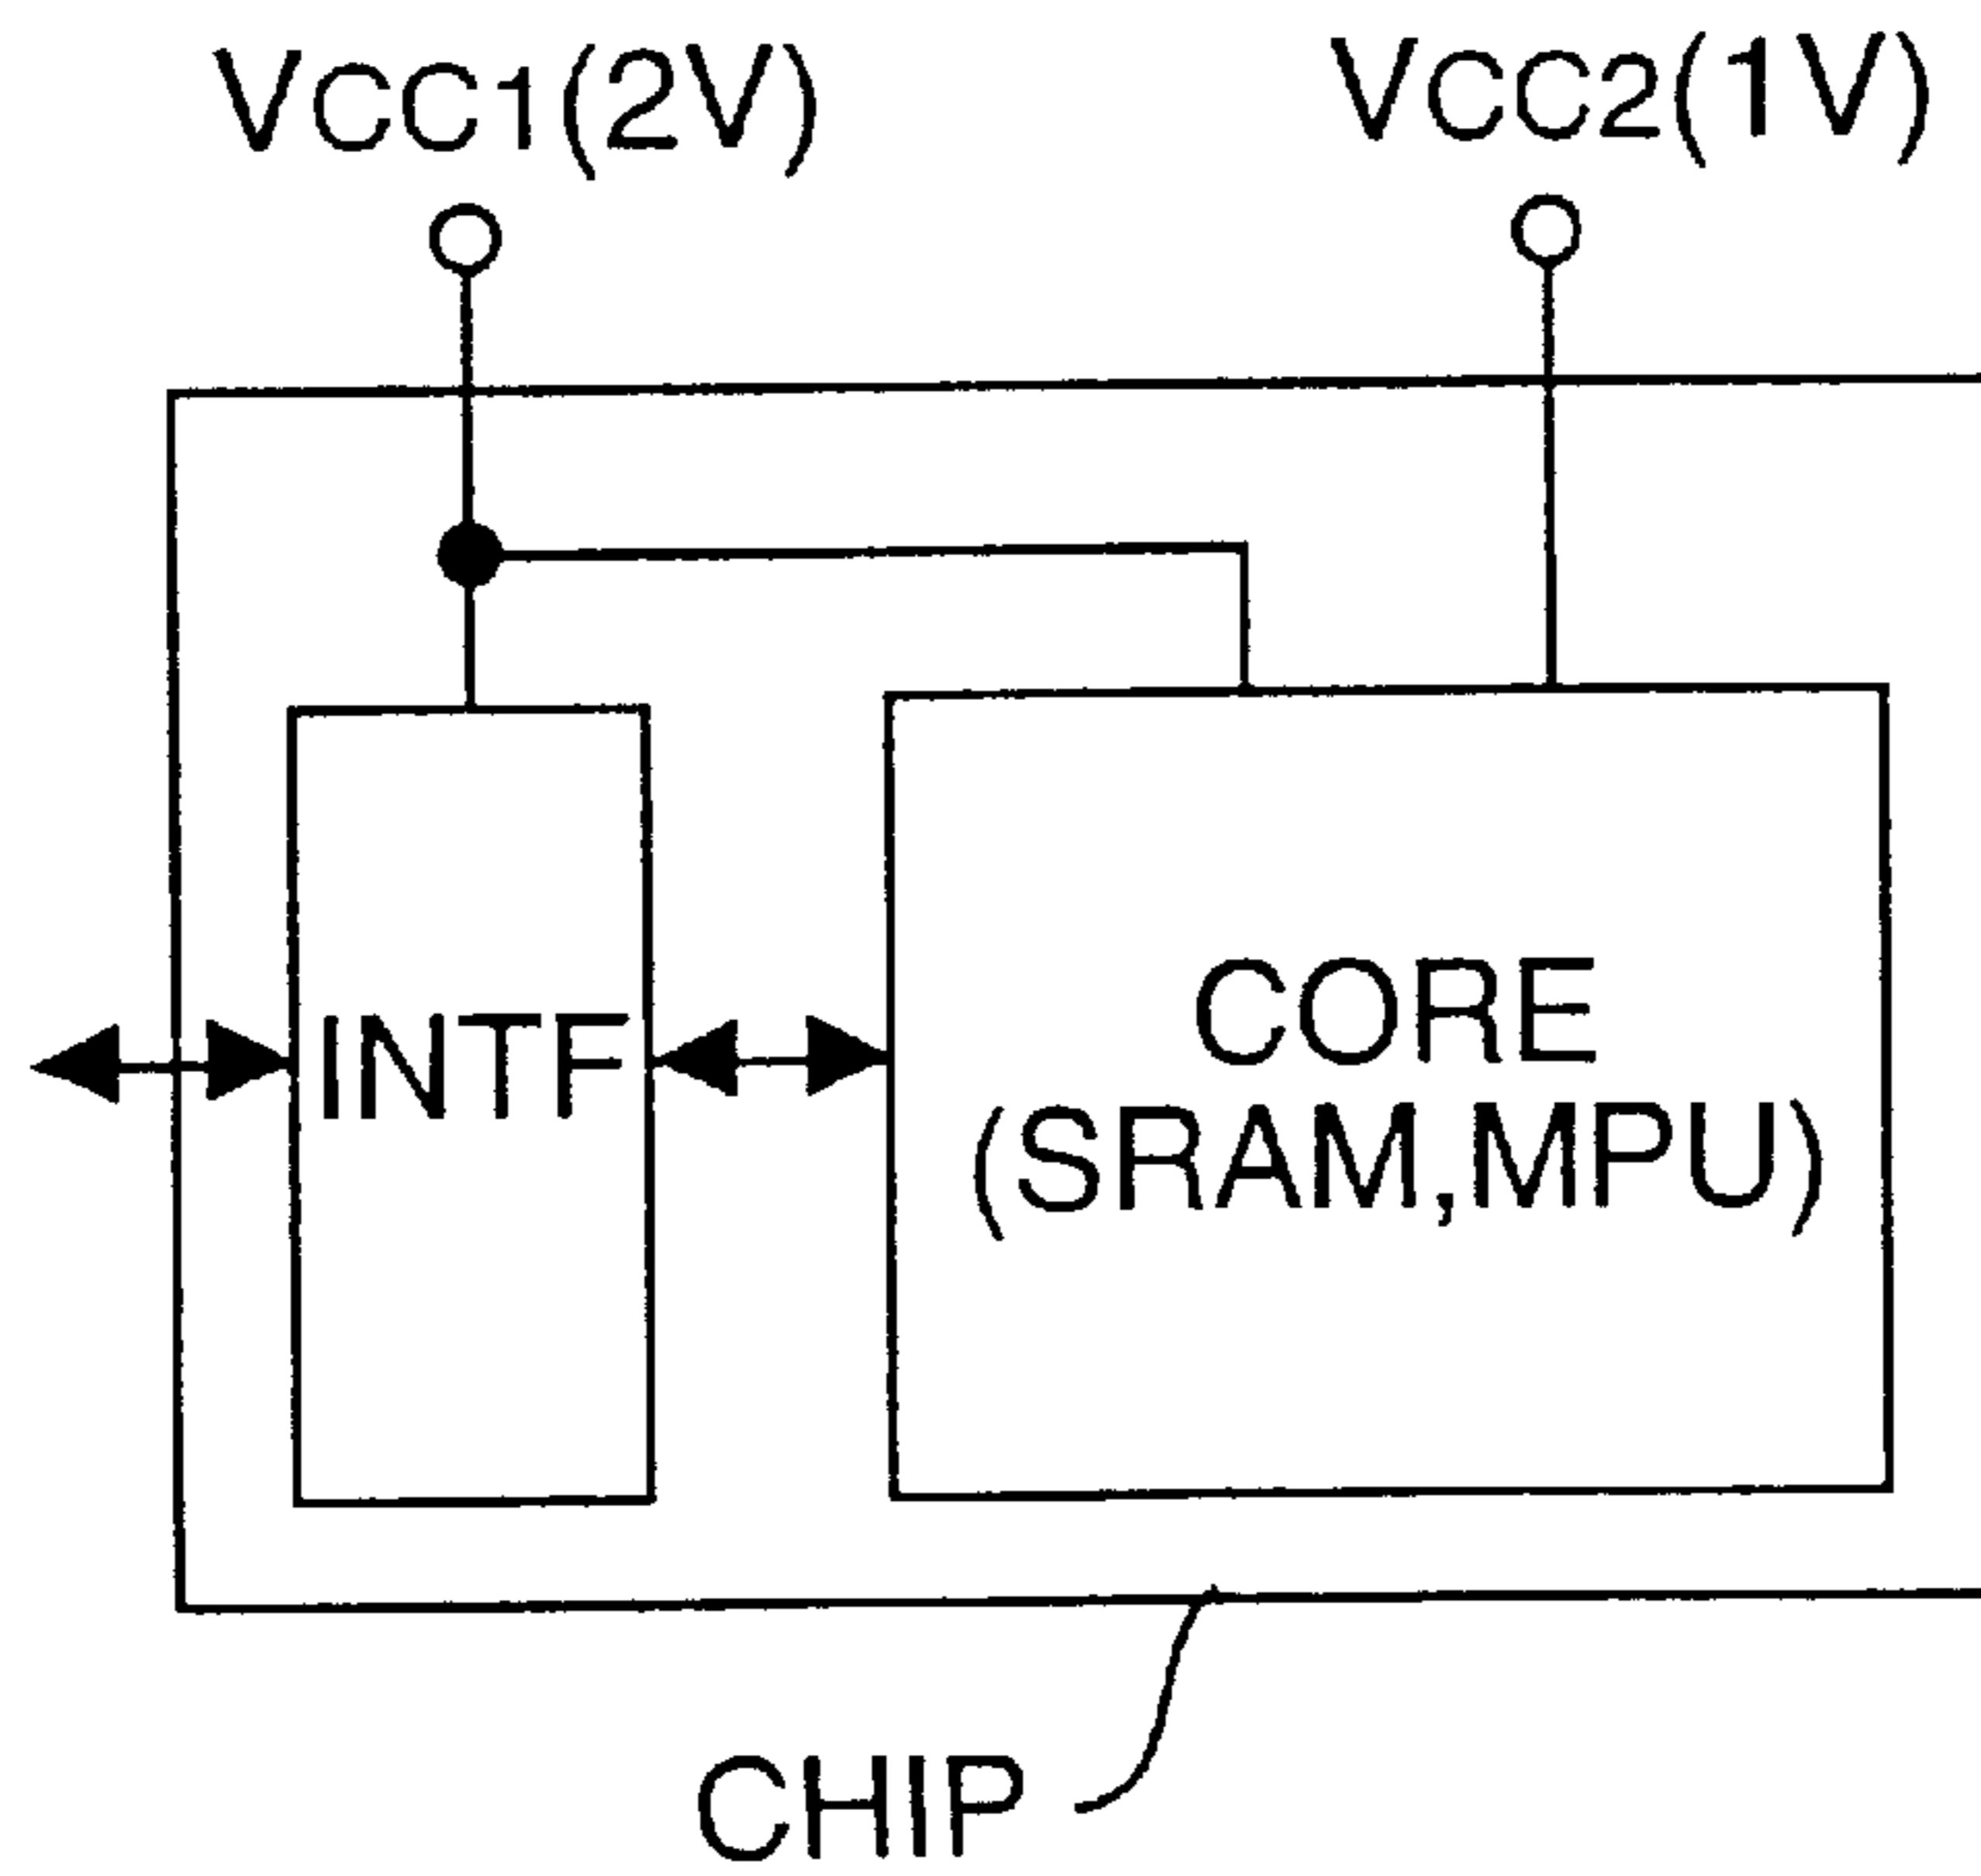 VCC1(2V)
VCC2(1V)
INTF
CORE
(SRAM,MPU)
CHIP